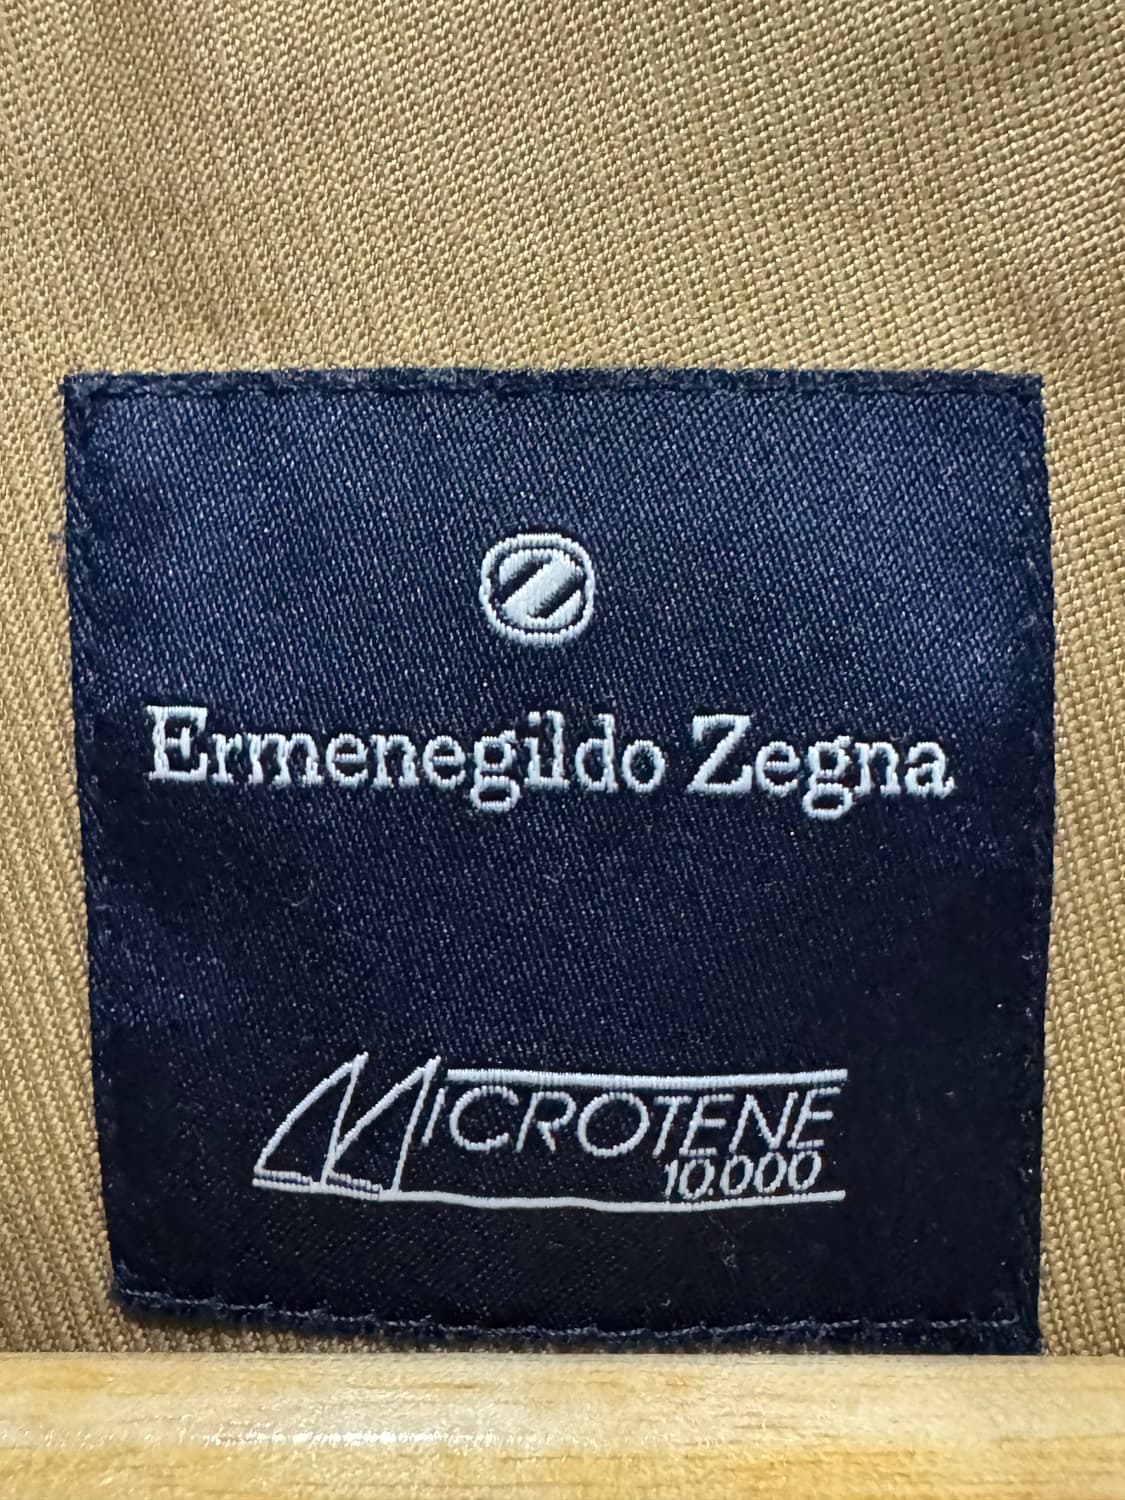 Z
Ermenegildo Zegna
MICROTENE
10.000